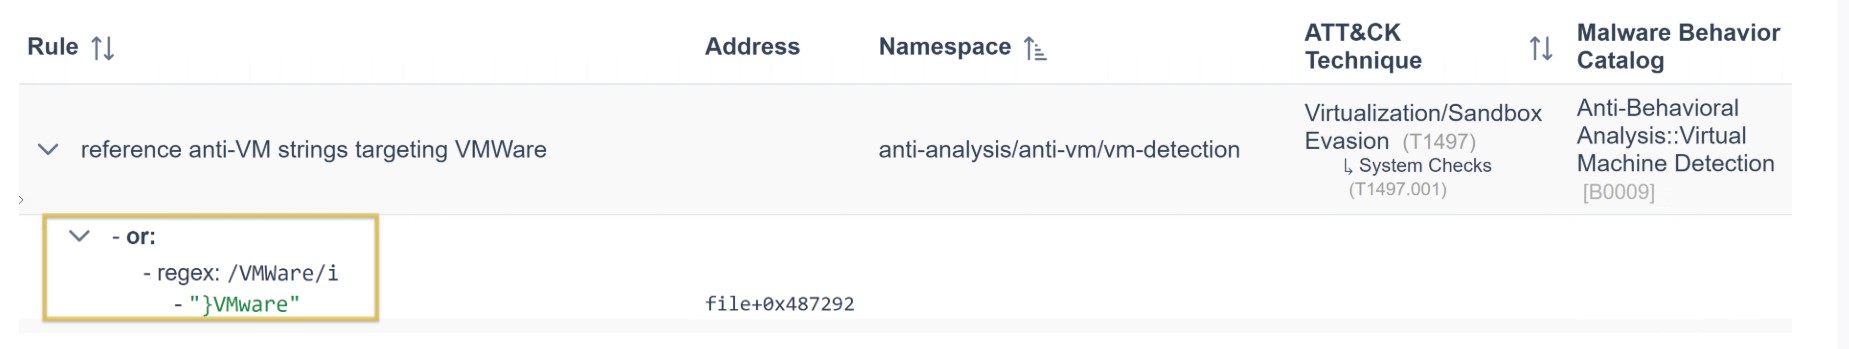 Rule
Address
Namespace
ATT&CK
Technique
Malware Behavior
Catalog
reference anti-VM strings targeting VMWare
anti-analysis/anti-vm/vm-detection
Virtualization/Sandbox
Evasion (T1497)
↳ System Checks
(T1497.001)
Anti-Behavioral
Analysis::Virtual
Machine Detection
[B0009]
- or:
- regex: /VMWare/i
- "}VMware"
file+0x487292